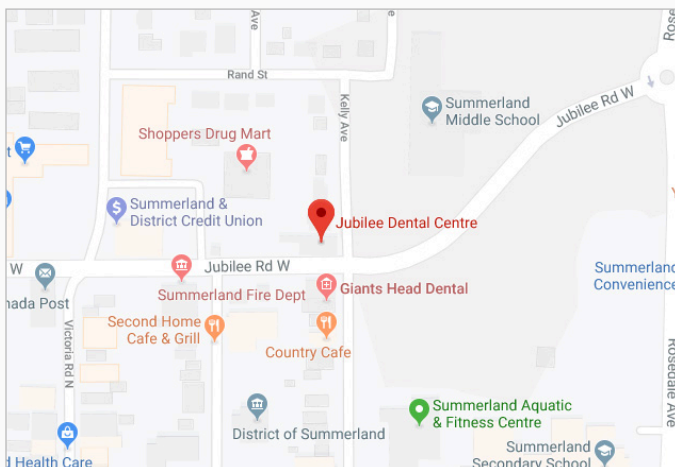 Ave
e
Rose
Rand St
Kelly Ave
Summerland
Middle School
Jubilee Rd W
Shoppers Drug Mart
t
Summerland &
District Credit Union
$
Jubilee Dental Centre
W
Jubilee Rd W
Summerland
Convenience
nada Post
Summerland Fire Dept
Giants Head Dental
Second Home
Cafe & Grill
Country Cafe
Victoria Rd N
Rosedale Ave
District of Summerland
Summerland Aquatic
& Fitness Centre
d Health Care
Summerland
Secondary School